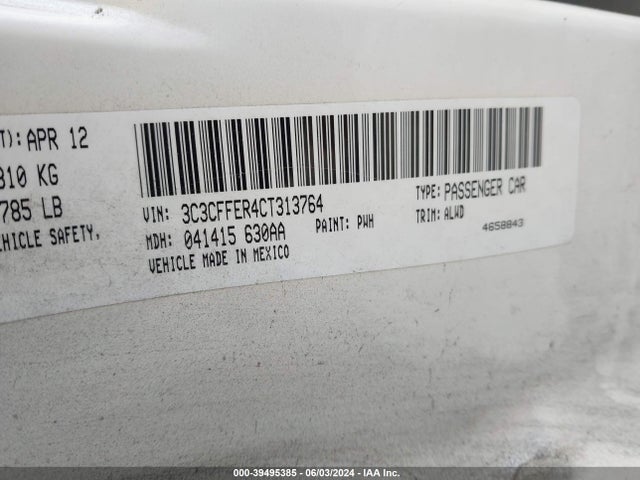 T): APR 12
310 KG
785 LB
EHICLE SAFETY,
VIN: 3C3CFFER4CT313764
TYPE: PASSENGER CAR
MDH: 041415 630AA
PAINT: PWH
TRIM: ALWD
VEHICLE MADE IN MEXICO
4658843
000-39495385 - 06/03/2024 - IAA Inc.